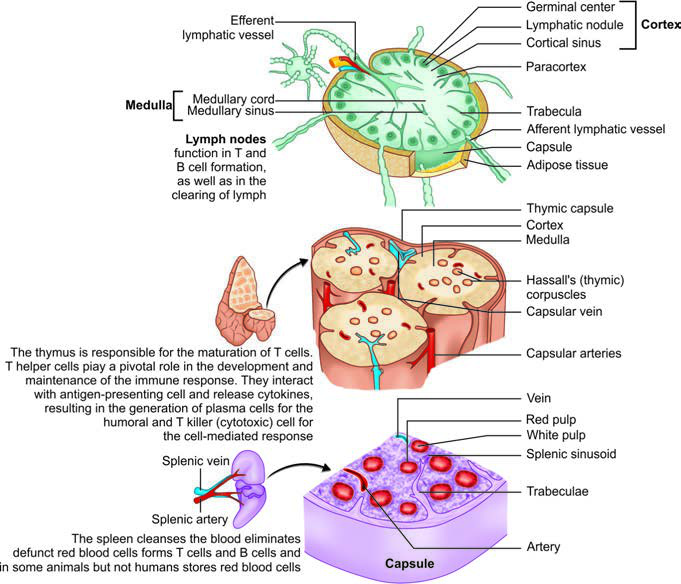 Efferent
lymphatic vessel
Germinal center
Lymphatic nodule
Cortical sinus
Cortex
Paracortex
Medulla
Medullary cord
Medullary sinus
Trabecula
Afferent lymphatic vessel
Capsule
Adipose tissue
Lymph nodes
function in T and
B cell formation,
as well as in the
clearing of lymph
Thymic capsule
Cortex
Medulla
Hassall's (thymic)
corpuscles
Capsular vein
Capsular arteries
The thymus is responsible for the maturation of T cells.
T helper cells piay a pivotal role in the development and
maintenance of the immune response. They interact
with antigen-presenting cell and release cytokines,
resulting in the generation of plasma cells for the
humoral and T killer (cytotoxic) cell for
the cell-mediated response
Vein
Red pulp
White pulp
Splenic sinusoid
Trabeculae
Artery
Capsule
Splenic vein
Splenic artery
The spleen cleanses the blood eliminates
defunct red blood cells forms T cells and B cells and
in some animals but not humans stores red blood cells